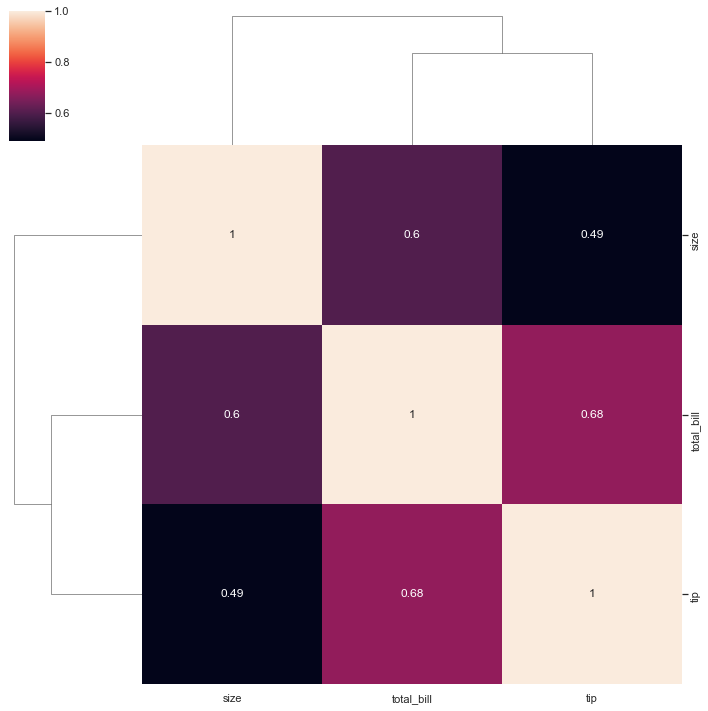 1.0
0.8
0.6
1 0.6 0.49
size
0.6 1 0.68
total_bill
0.49 0.68 1
tip
size total_bill tip